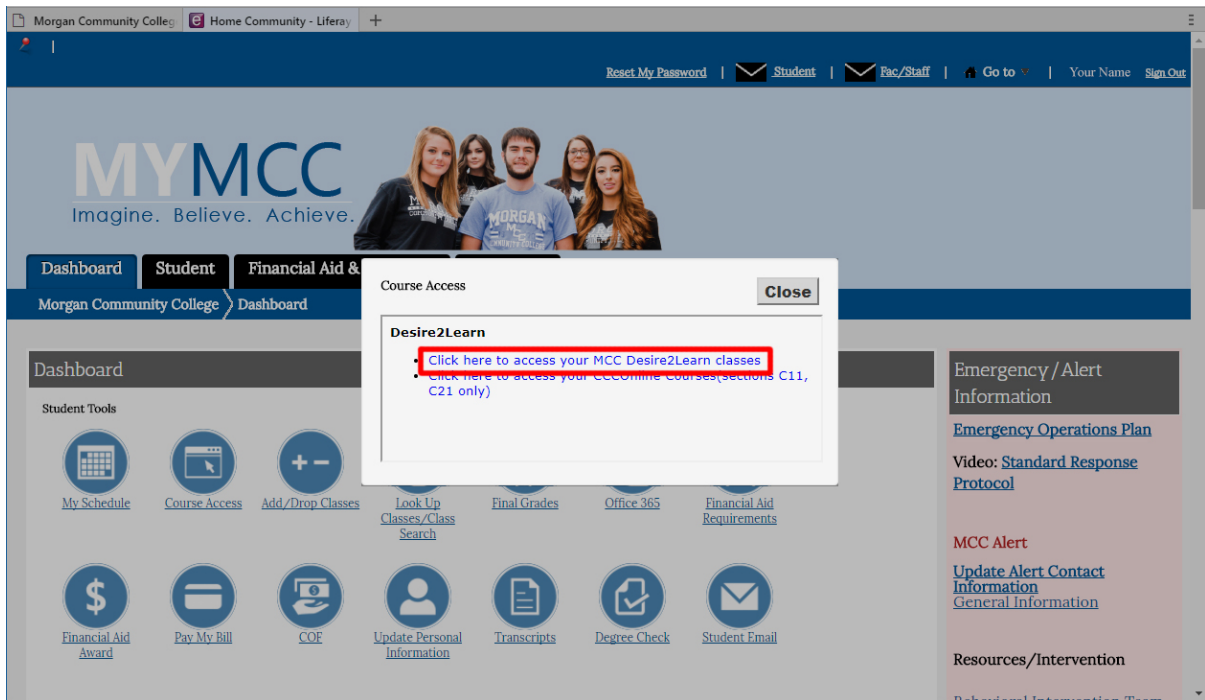 Morgan Community Colleg
Home Community - Liferay
Reset My Password | Student | Fac/Staff | Go to | Your Name Sign Out
MYMCC
Imagine. Believe. Achieve.
MORGAN
Dashboard Student Financial Aid &
Morgan Community College Dashboard
Course Access
Close
Desire2Learn
Click here to access your MCC Desire2Learn classes
Click here to access your CCCOnline Courses(sections C11,
C21 only)
Dashboard
Student Tools
My Schedule
Course Access
Add/Drop Classes
Look Up
Classes/Class
Search
Final Grades
Office 365
Financial Aid
Requirements
Financial Aid
Award
Pay My Bill
COF
Update Personal
Information
Transcripts
Degree Check
Student Email
Emergency/Alert
Information
Emergency Operations Plan
Video: Standard Response
Protocol
MCC Alert
Update Alert Contact
Information
General Information
Resources/Intervention
Behavioral Intervention Team